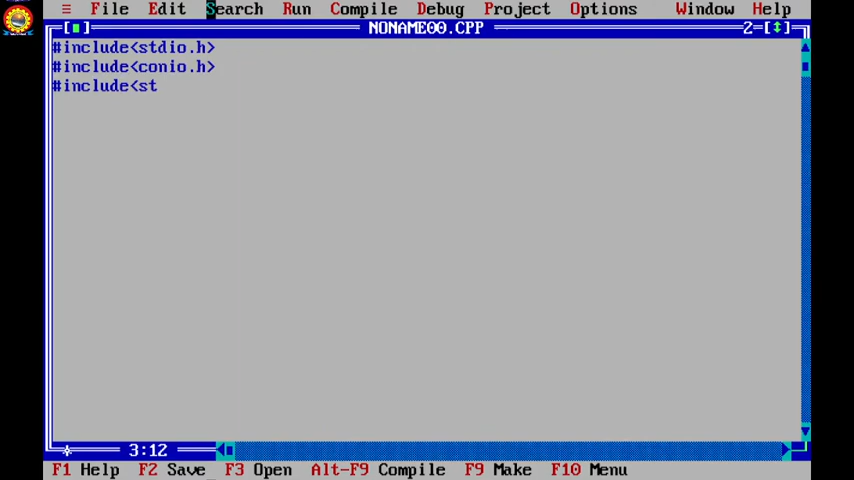 ≡ File Edit Search Run Compile Debug Project Options Window Help
[■] NONAME00.CPP 2=[↕]
#include<stdio.h>
#include<conio.h>
#include<st
3:12
F1 Help F2 Save F3 Open Alt-F9 Compile F9 Make F10 Menu